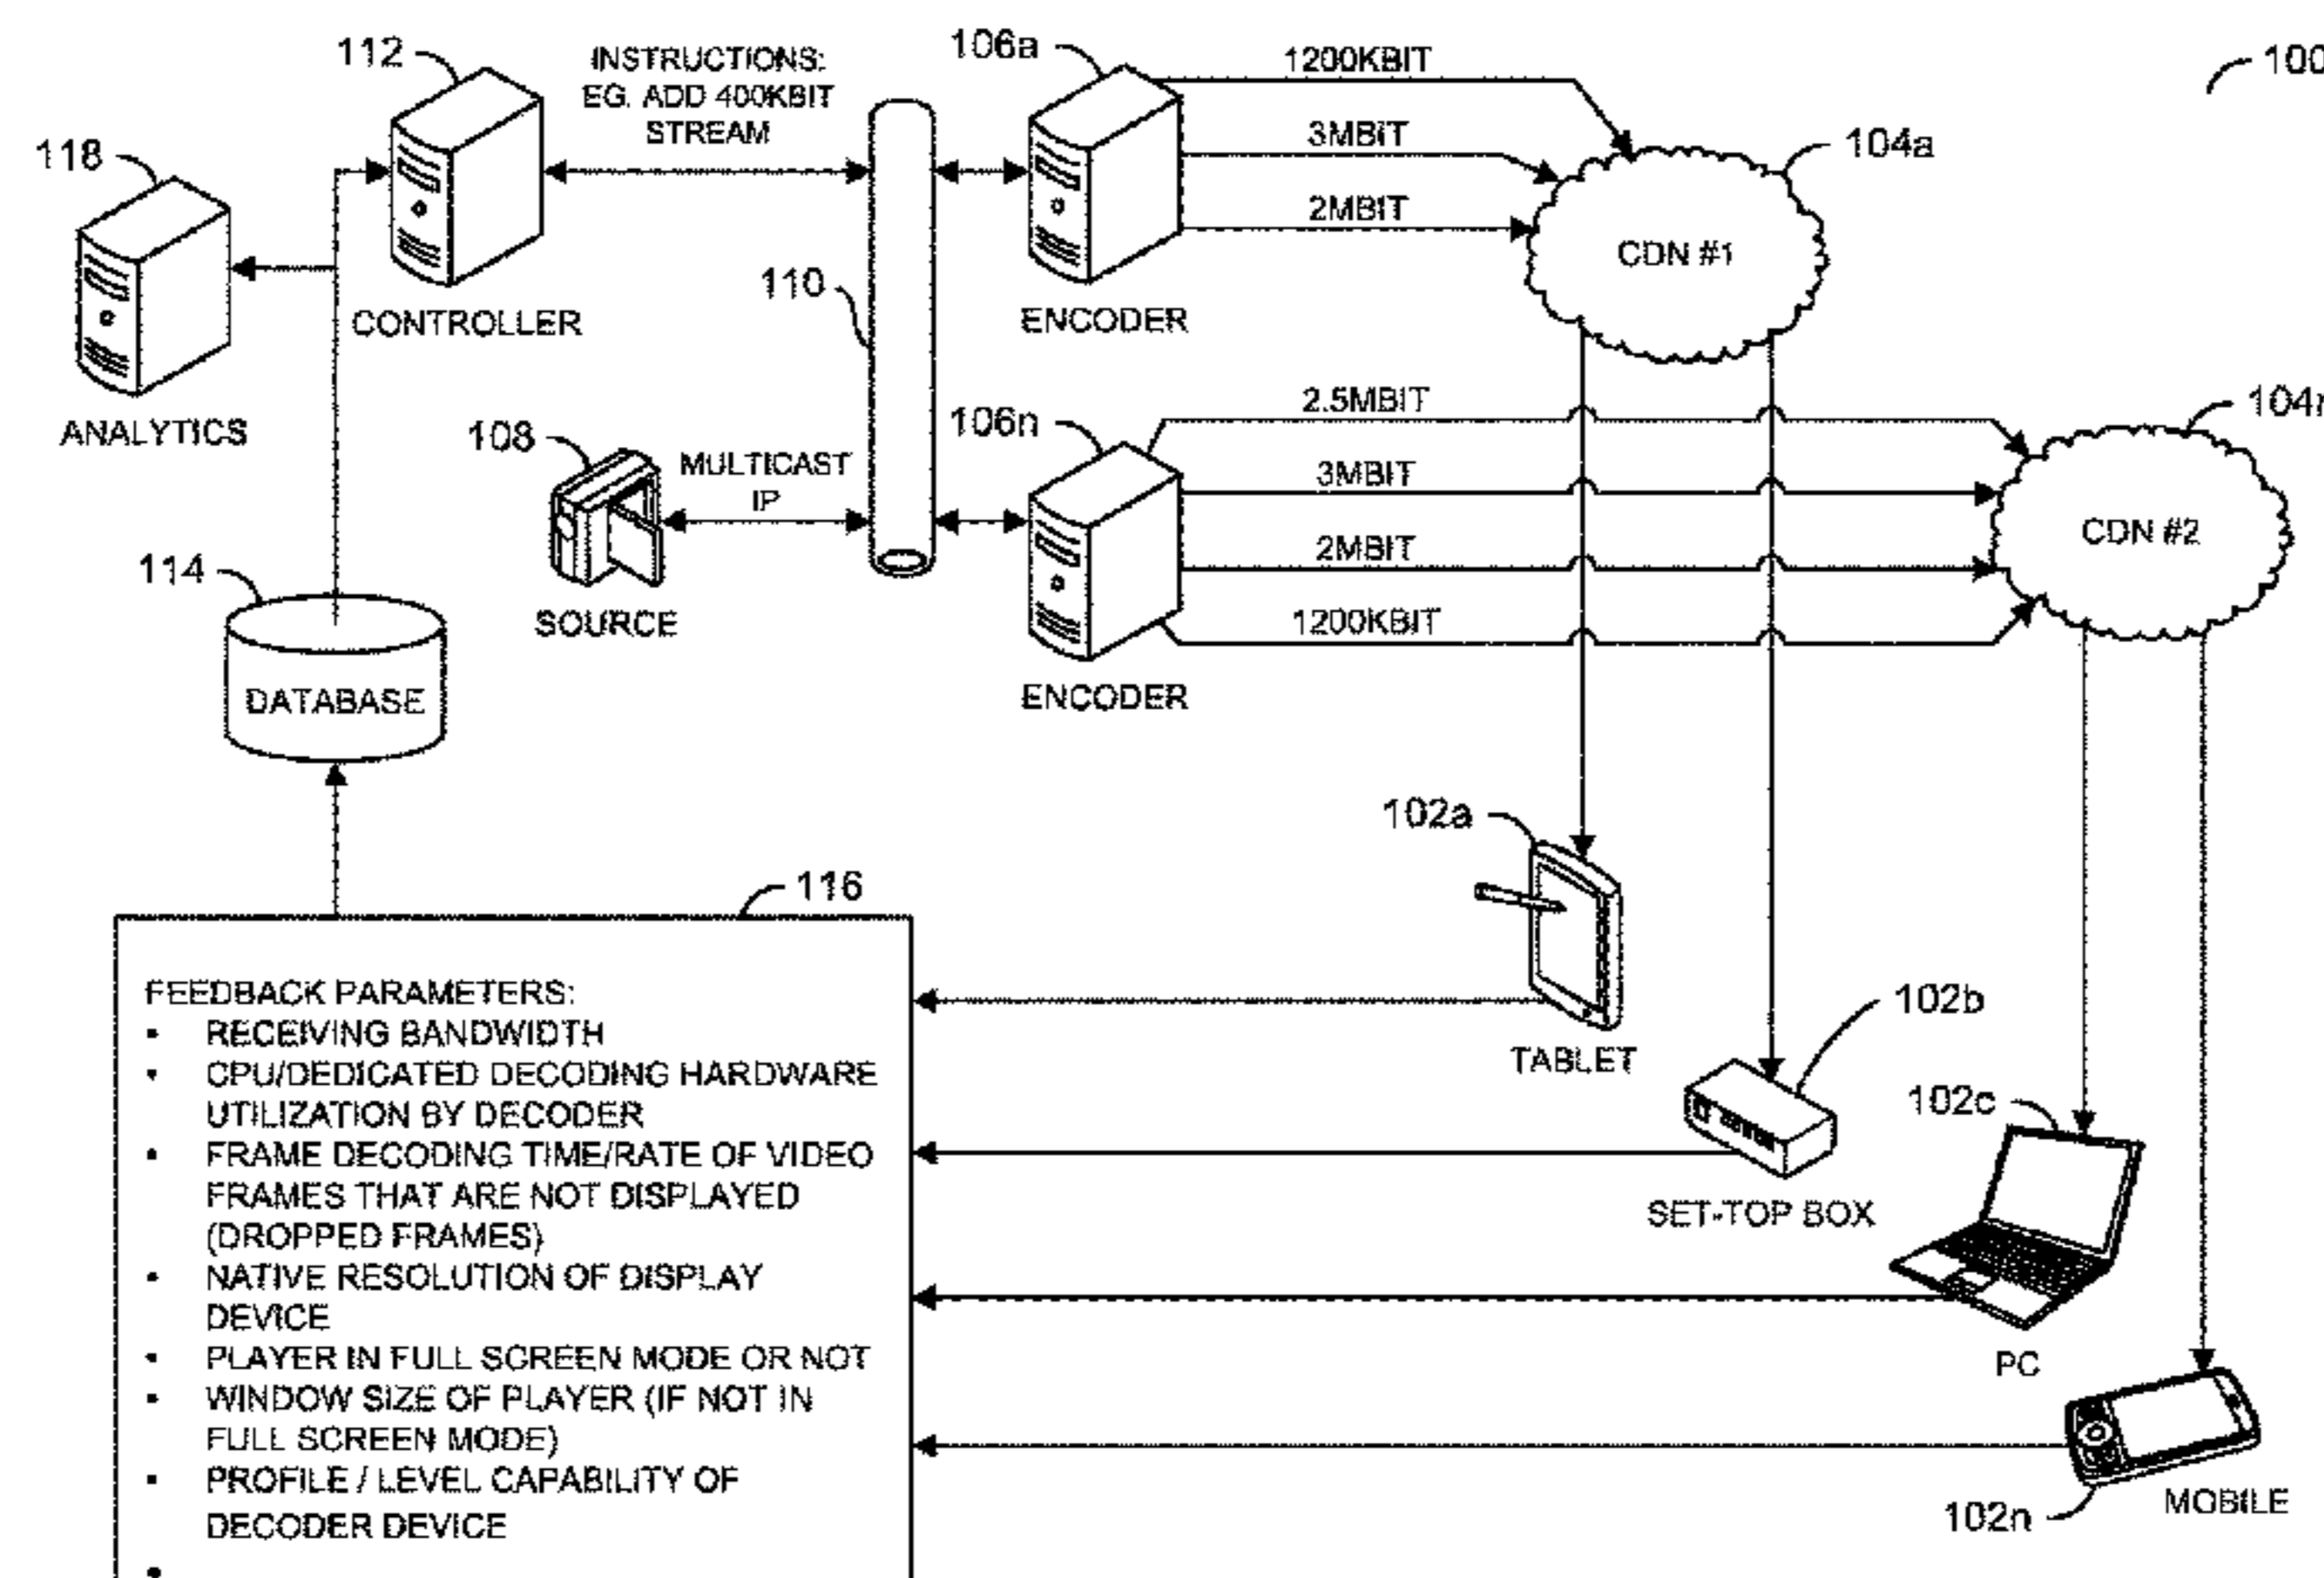 112
INSTRUCTIONS:
EG. ADD 400KBIT
STREAM
106a
1200KBIT
100
118
3MBIT
104a
2MBIT
CDN #1
110
CONTROLLER
ENCODER
ANALYTICS
108
MULTICAST
IP
106n
2.5MBIT
104n
3MBIT
CDN #2
2MBIT
114
SOURCE
1200KBIT
DATABASE
ENCODER
102a
116
FEEDBACK PARAMETERS:
• RECEIVING BANDWIDTH
• CPU/DEDICATED DECODING HARDWARE
UTILIZATION BY DECODER
• FRAME DECODING TIME/RATE OF VIDEO
FRAMES THAT ARE NOT DISPLAYED
(DROPPED FRAMES)
• NATIVE RESOLUTION OF DISPLAY
DEVICE
• PLAYER IN FULL SCREEN MODE OR NOT
• WINDOW SIZE OF PLAYER (IF NOT IN
FULL SCREEN MODE)
• PROFILE / LEVEL CAPABILITY OF
DECODER DEVICE
•
TABLET
102b
SET-TOP BOX
102c
PC
102n
MOBILE